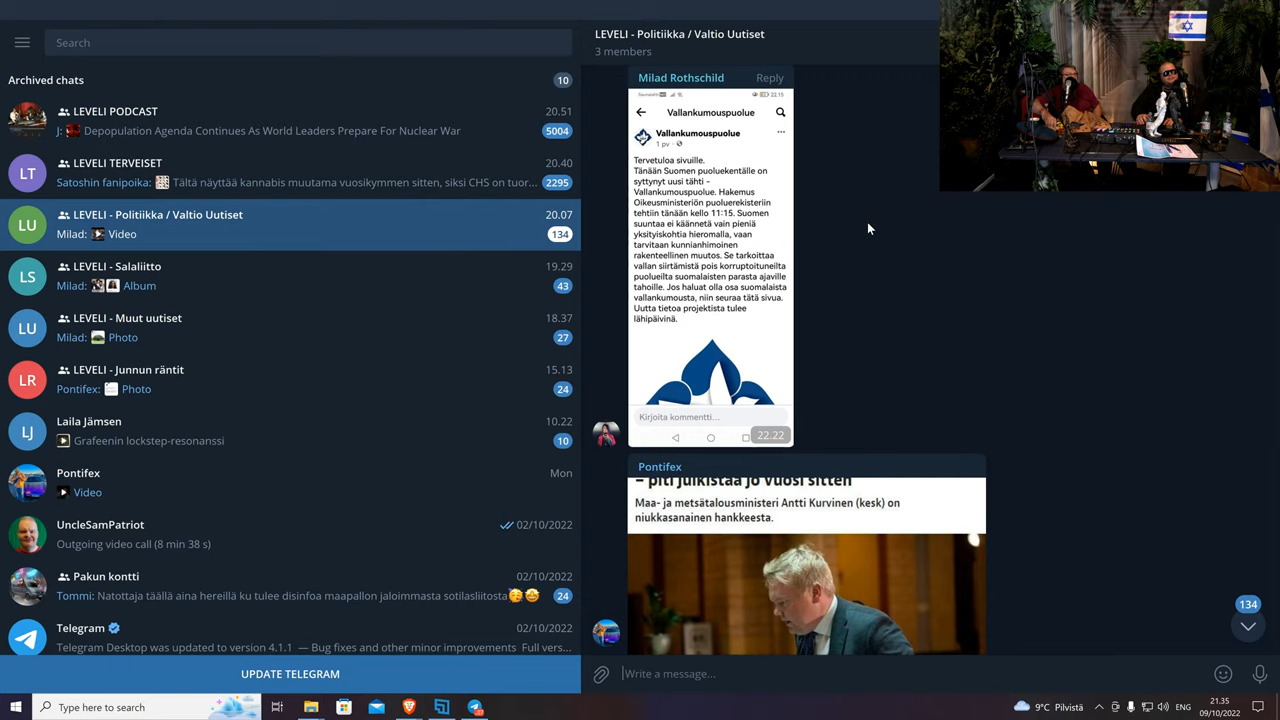 Search
Archived chats
10
LEVELI PODCAST
20.51
Depopulation Agenda Continues As World Leaders Prepare For Nuclear War
5004
LT
LEVELI TERVEISET
20.40
Satoshin fanipoika: Tältä näyttää kannabis muutama vuosikymmen sitten, siksi CHS on tuor...
2295
LU
LEVELI - Politiikka / Valtio Uutiset
20.07
Milad: Video
134
LS
LEVELI - Salaliitto
19.29
Milad: Album
43
LU
LEVELI - Muut uutiset
18.37
Milad: Photo
27
LR
LEVELI - Junnun räntit
15.13
Pontifex: Photo
24
LJ
Laila Jämsen
10.22
Grafeenin lockstep-resonanssi
10
Pontifex
Mon
Video
UncleSamPatriot
02/10/2022
Outgoing video call (8 min 38 s)
Pakun kontti
02/10/2022
Tommi: Natottaja täällä aina hereillä ku tulee disinfoa maapallon jaloimmasta sotilasliitosta
24
Telegram
02/10/2022
Telegram Desktop was updated to version 4.1.1 — Bug fixes and other minor improvements Full vers...
UPDATE TELEGRAM
LEVELI - Politiikka / Valtio Uutiset
3 members
Milad Rothschild
Reply
22.15
Vallankumouspuolue
Vallankumouspuolue
1 pv
Tervetuloa sivuille.
Tänään Suomen puoluekentälle on
syttynyt uusi tähti -
Vallankumouspuolue. Hakemus
Oikeusministeriön puoluerekisteriin
tehtiin tänään kello 11:15. Suomen
suuntaa ei käännetä vain pieniä
yksityiskohtia hieromalla, vaan
tarvitaan kunnianhimoinen
rakenteellinen muutos. Se tarkoittaa
vallan siirtämistä pois korruptoituneilta
puolueilta suomalaisten parasta ajaville
tahoille. Jos haluat olla osa suomalaista
vallankumousta, niin seuraa tätä sivua.
Uutta tietoa projektista tulee
lähipäivinä.
Kirjoita kommentti...
22.22
Pontifex
– piti julkistaa jo vuosi sitten
Maa- ja metsätalousministeri Antti Kurvinen (kesk) on
niukkasanainen hankkeesta.
134
Write a message...
Type here to search
9°C Pilvistä
ENG
21.35
09/10/2022